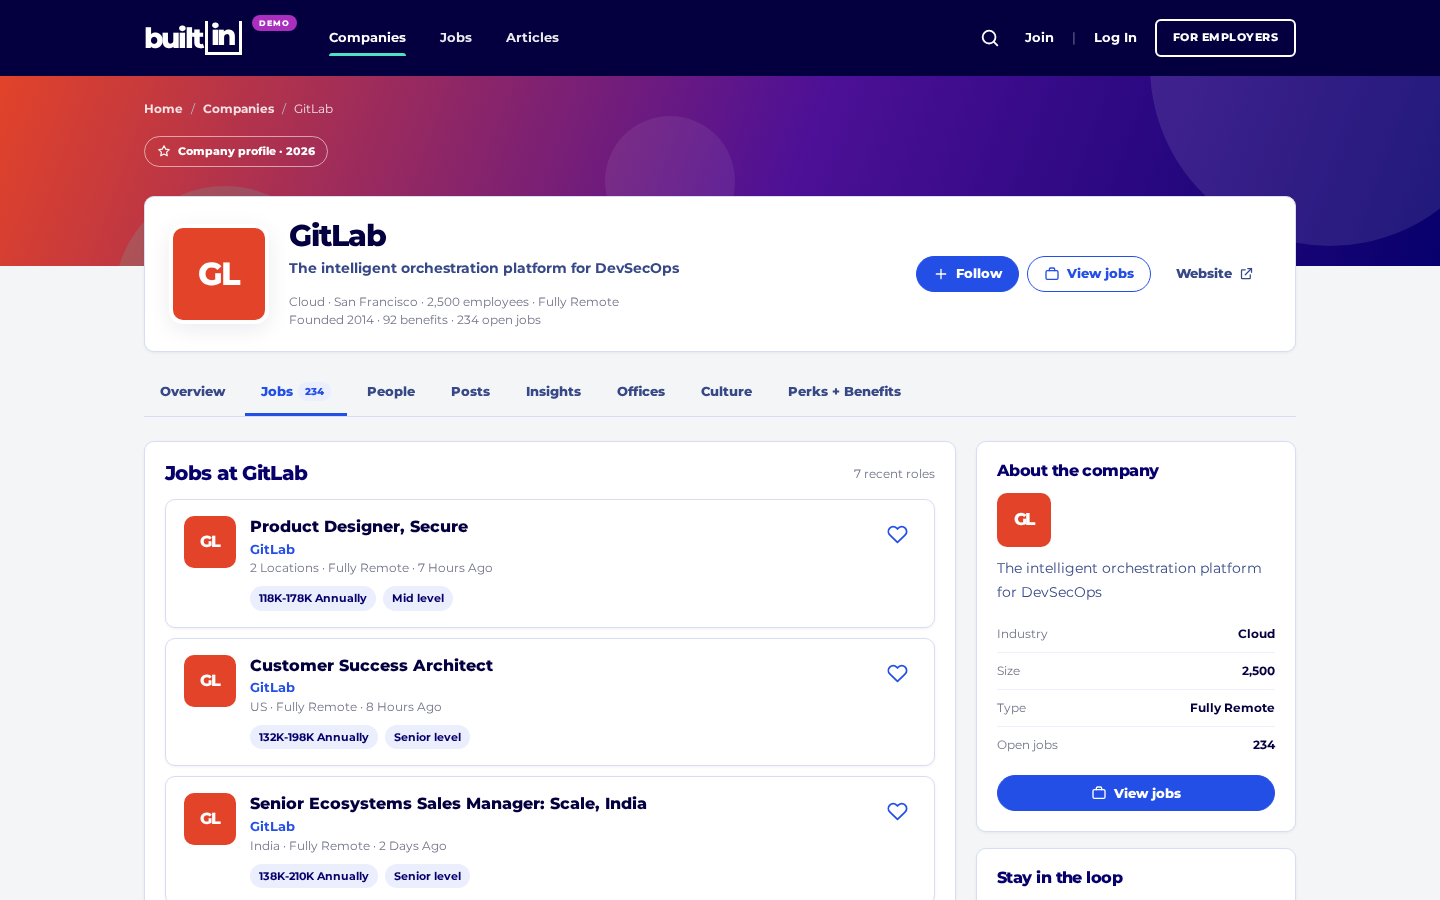 built in
DEMO
Companies
Jobs
Articles
Join
|
Log In
FOR EMPLOYERS
Home / Companies / GitLab
Company profile · 2026
GL
GitLab
The intelligent orchestration platform for DevSecOps
Cloud · San Francisco · 2,500 employees · Fully Remote
Founded 2014 · 92 benefits · 234 open jobs
Follow
View jobs
Website
Overview
Jobs 234
People
Posts
Insights
Offices
Culture
Perks + Benefits
Jobs at GitLab
7 recent roles
GL
Product Designer, Secure
GitLab
2 Locations · Fully Remote · 7 Hours Ago
118K-178K Annually
Mid level
GL
Customer Success Architect
GitLab
US · Fully Remote · 8 Hours Ago
132K-198K Annually
Senior level
GL
Senior Ecosystems Sales Manager: Scale, India
GitLab
India · Fully Remote · 2 Days Ago
138K-210K Annually
Senior level
About the company
GL
The intelligent orchestration platform
for DevSecOps
Industry Cloud
Size 2,500
Type Fully Remote
Open jobs 234
View jobs
Stay in the loop